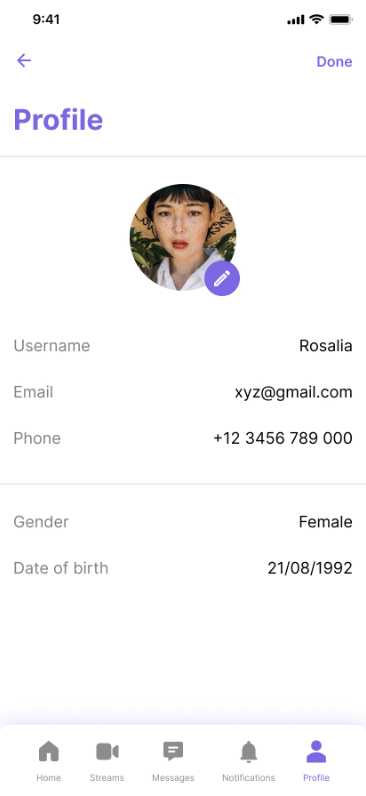 9:41
Done
Profile
Username Rosalia
Email xyz@gmail.com
Phone +12 3456 789 000
Gender Female
Date of birth 21/08/1992
Home Streams Messages Notifications Profile